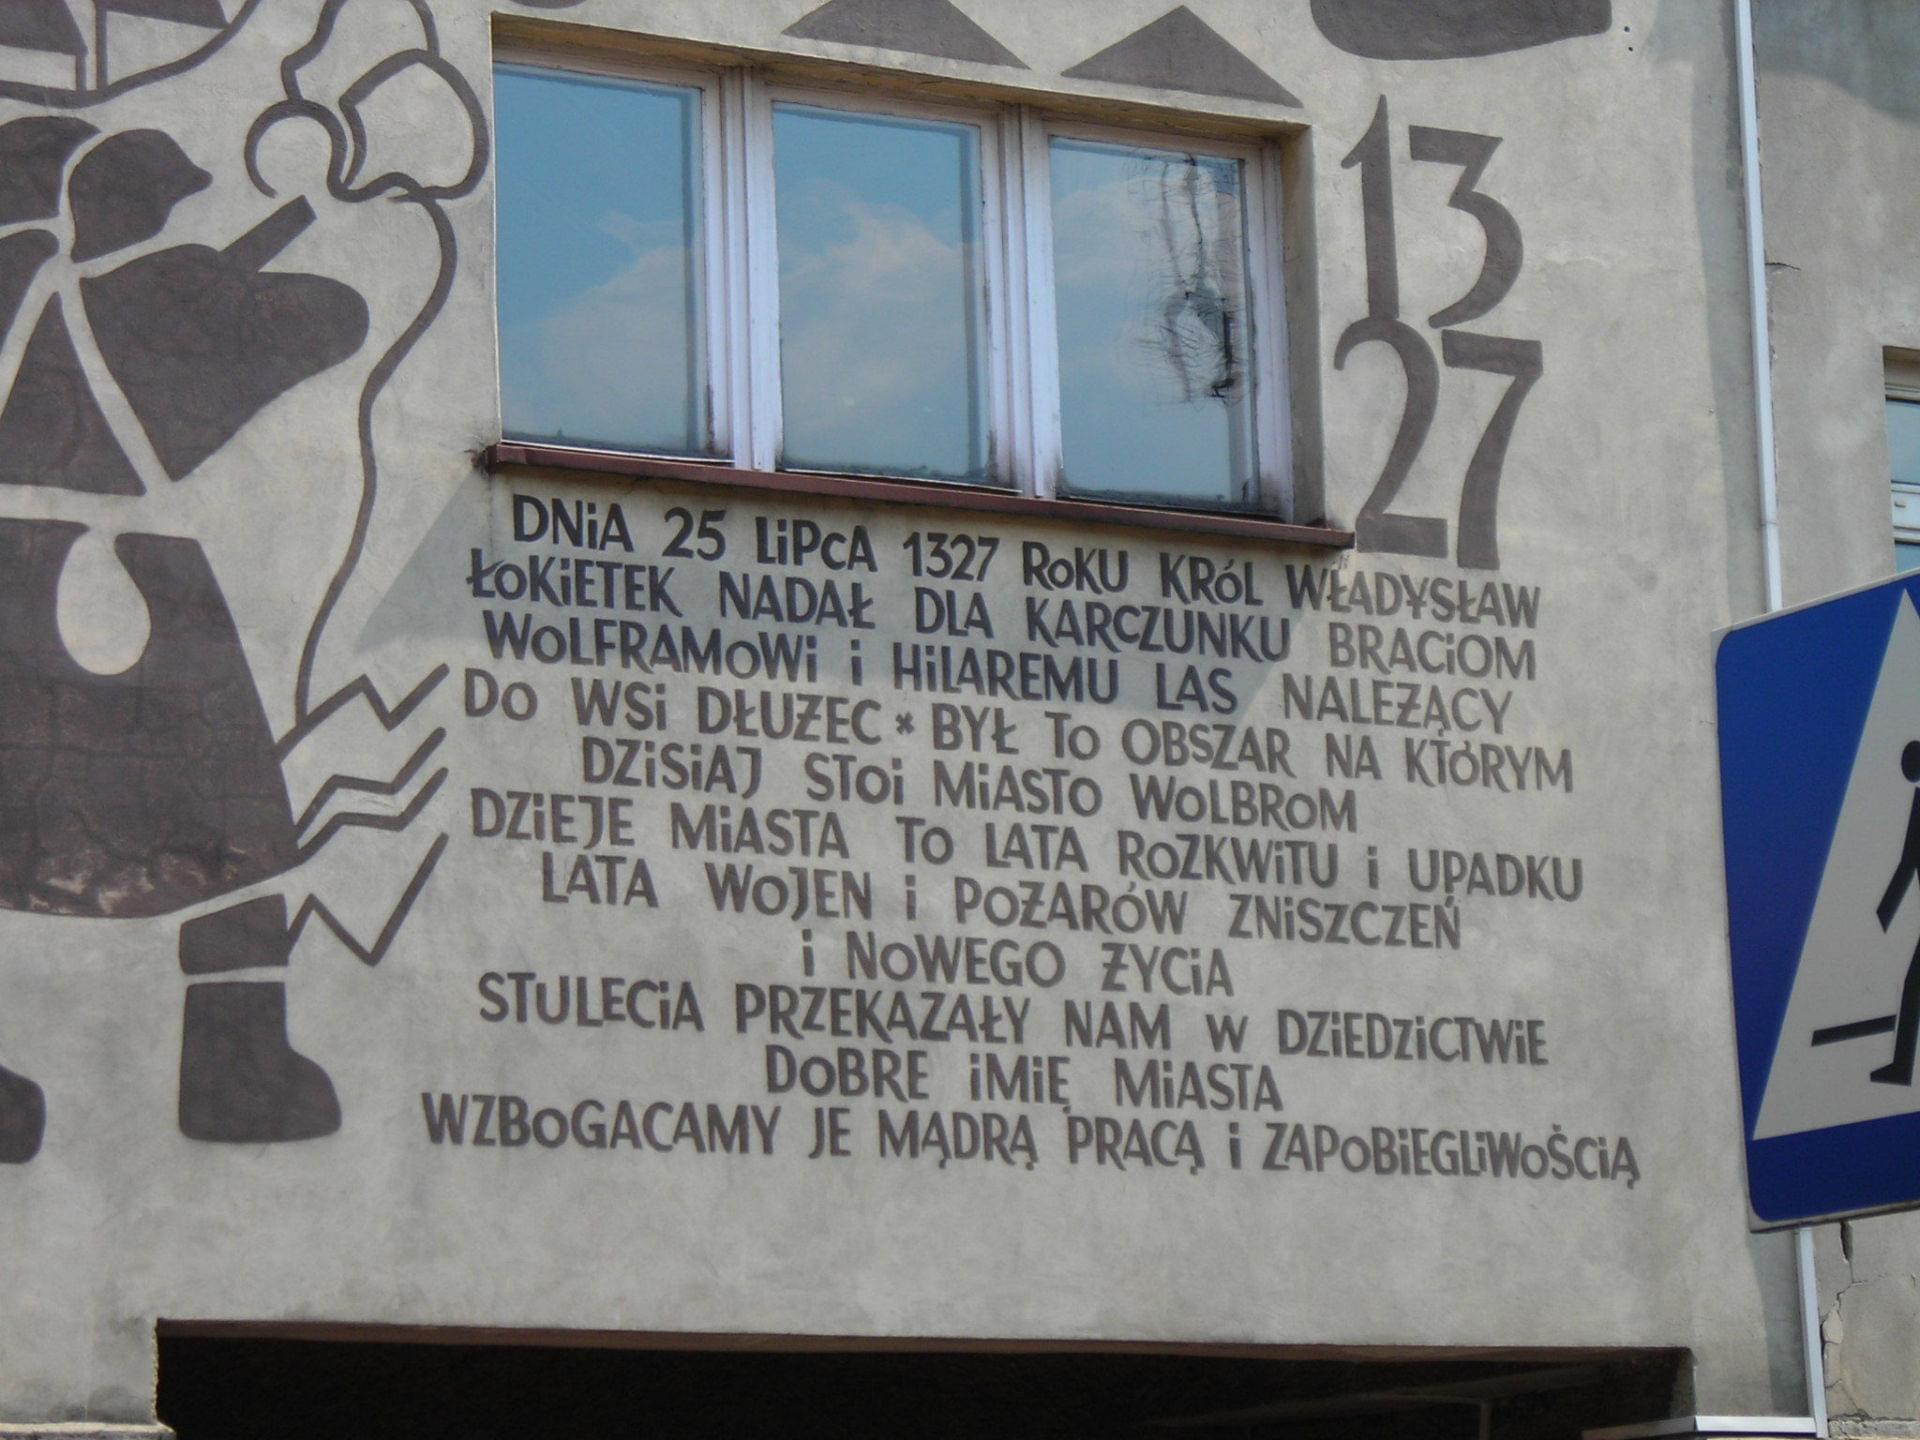 13
27
DNiA 25 LiPCA 1327 ROKU KRÓL WŁADYSŁAW
ŁOKiETEK NADAŁ DLA KARCZUNKU BRACiOM
WOLFRAMOWi i HiLAREMU LAS NALEŻĄCY
DO WSi DŁUŻEC * BYŁ TO OBSZAR NA KTÓRYM
DZiSiAJ STOi MiASTO WOLBROM
DZiEJE MiASTA TO LATA ROZKWiTU i UPADKU
LATA WOJEN i POŻARÓW ZNiSZCZEŃ
i NOWEGO ŻYCiA
STULECiA PRZEKAZAŁY NAM W DZiEDZiCTWiE
DOBRE iMiĘ MiASTA
WZBOGACAMY JE MĄDRĄ PRACĄ i ZAPOBiEGLiWOŚCiĄ